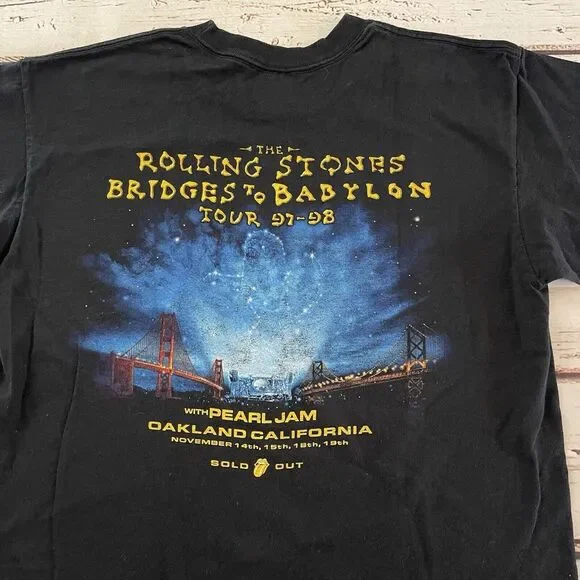 THE
ROLLING STONES
BRIDGES TO BABYLON
TOUR 97-98
WITH PEARL JAM
OAKLAND CALIFORNIA
NOVEMBER 14th, 15th, 18th, 19th
SOLD OUT